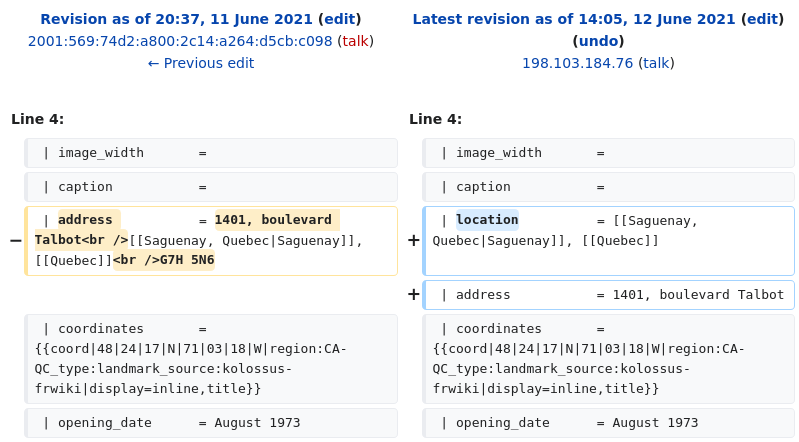 Revision as of 20:37, 11 June 2021 (edit)
2001:569:74d2:a800:2c14:a264:d5cb:c098 (talk)
← Previous edit
Latest revision as of 14:05, 12 June 2021 (edit)
(undo)
198.103.184.76 (talk)
Line 4:
Line 4:
| image_width       =
| image_width       =
| caption           =
| caption           =
− | address           = 1401, boulevard
Talbot<br />[[Saguenay, Quebec|Saguenay]],
[[Quebec]]<br />G7H 5N6
+ | location          = [[Saguenay,
Quebec|Saguenay]], [[Quebec]]
+ | address           = 1401, boulevard Talbot
| coordinates       =
{{coord|48|24|17|N|71|03|18|W|region:CA-
QC_type:landmark_source:kolossus-
frwiki|display=inline,title}}
| coordinates       =
{{coord|48|24|17|N|71|03|18|W|region:CA-
QC_type:landmark_source:kolossus-
frwiki|display=inline,title}}
| opening_date      = August 1973
| opening_date      = August 1973